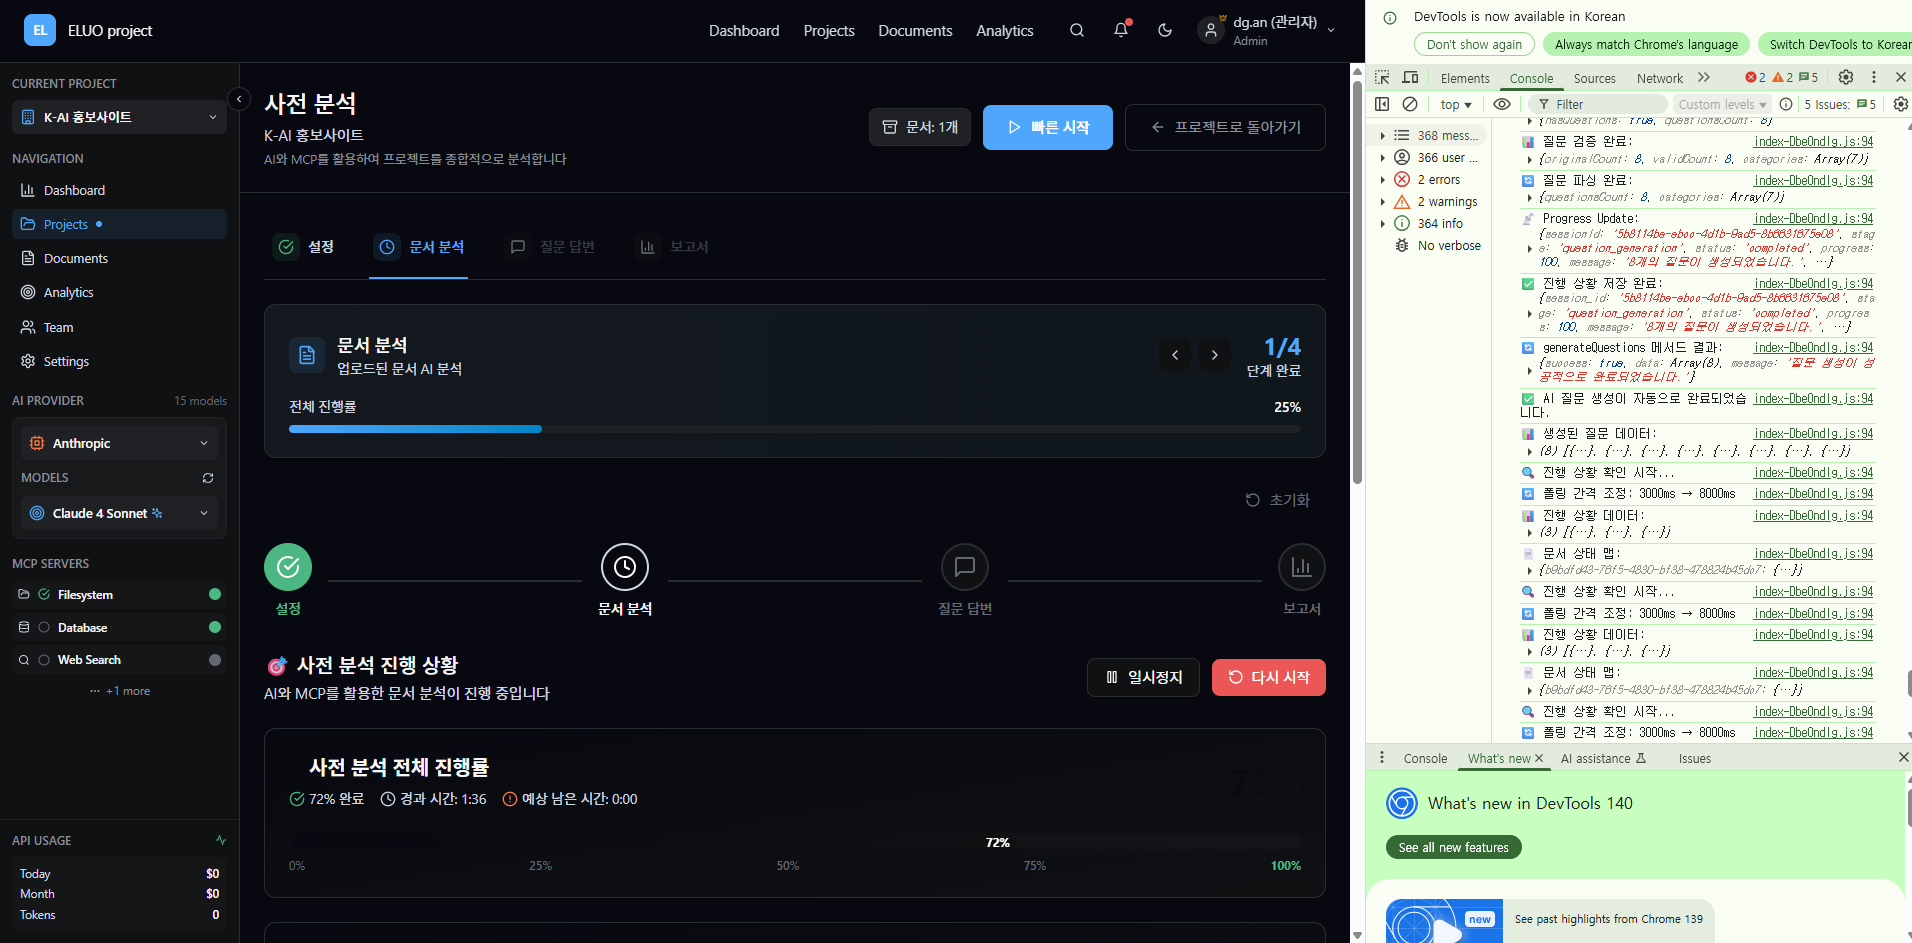 EL
ELUO project
Dashboard
Projects
Documents
Analytics
dg.an (관리자)
Admin
CURRENT PROJECT
K-AI 홍보사이트
NAVIGATION
Dashboard
Projects
Documents
Analytics
Team
Settings
AI PROVIDER
15 models
Anthropic
MODELS
Claude 4 Sonnet
MCP SERVERS
Filesystem
Database
Web Search
··· +1 more
API USAGE
Today $0
Month $0
Tokens 0
사전 분석
K-AI 홍보사이트
AI와 MCP를 활용하여 프로젝트를 종합적으로 분석합니다
문서: 1개
빠른 시작
프로젝트로 돌아가기
설정
문서 분석
질문 답변
보고서
문서 분석
업로드된 문서 AI 분석
1/4
단계 완료
전체 진행률
25%
초기화
설정
문서 분석
질문 답변
보고서
사전 분석 진행 상황
AI와 MCP를 활용한 문서 분석이 진행 중입니다
일시정지
다시 시작
사전 분석 전체 진행률
72% 완료
경과 시간: 1:36
예상 남은 시간: 0:00
72%
0%
25%
50%
75%
100%
DevTools is now available in Korean
Don't show again
Always match Chrome's language
Switch DevTools to Korean
Elements
Console
Sources
Network
2
2
5
top
Filter
Custom levels
5 Issues:
5
368 mess...
366 user ...
2 errors
2 warnings
364 info
No verbose
{hasQuestions: true, questionsCount: 8}
질문 검증 완료: index-DbeOndlg.js:94
{originalCount: 8, validCount: 8, categories: Array(7)}
질문 파싱 완료: index-DbeOndlg.js:94
{questionsCount: 8, categories: Array(7)}
Progress Update: index-DbeOndlg.js:94
{sessionId: '5b8114be-eboo-4d1b-9ad5-8b6631675e08', stag
e: 'question_generation', status: 'completed', progress:
100, message: '8개의 질문이 생성되었습니다.', …}
진행 상황 저장 완료: index-DbeOndlg.js:94
{session_id: '5b8114be-eboo-4d1b-9ad5-8b6631675e08', sta
ge: 'question_generation', status: 'completed', progres
s: 100, message: '8개의 질문이 생성되었습니다.', …}
generateQuestions 메서드 결과: index-DbeOndlg.js:94
{success: true, data: Array(8), message: '질문 생성이 성
공적으로 완료되었습니다.'}
AI 질문 생성이 자동으로 완료되었습 index-DbeOndlg.js:94
니다.
생성된 질문 데이터: index-DbeOndlg.js:94
(8) [{…}, {…}, {…}, {…}, {…}, {…}, {…}, {…}]
진행 상황 확인 시작... index-DbeOndlg.js:94
폴링 간격 조정: 3000ms → 8000ms index-DbeOndlg.js:94
진행 상황 데이터: index-DbeOndlg.js:94
(3) [{…}, {…}, {…}]
문서 상태 맵: index-DbeOndlg.js:94
{b9bdfd43-76f5-4830-bf38-478824b45do7: {…}}
진행 상황 확인 시작... index-DbeOndlg.js:94
폴링 간격 조정: 3000ms → 8000ms index-DbeOndlg.js:94
진행 상황 데이터: index-DbeOndlg.js:94
(3) [{…}, {…}, {…}]
문서 상태 맵: index-DbeOndlg.js:94
{b9bdfd43-76f5-4830-bf38-478824b45do7: {…}}
진행 상황 확인 시작... index-DbeOndlg.js:94
폴링 간격 조정: 3000ms → 8000ms index-DbeOndlg.js:94
Console
What's new
AI assistance
Issues
What's new in DevTools 140
See all new features
new
See past highlights from Chrome 139